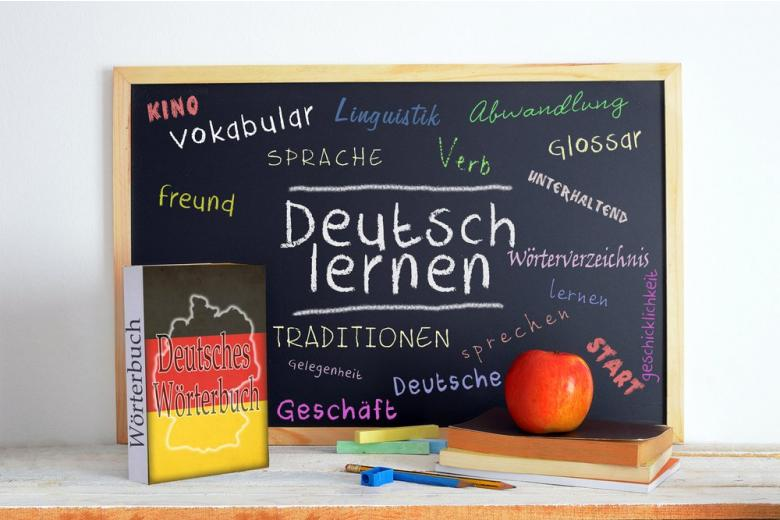 KINO
Vokabular
Linguistik
Abwandlung
SPRACHE
Verb
Glossar
freund
UNTERHALTEND
Deutsch
lernen
Wörterverzeichnis
lernen
geschicklichkeit
TRADITIONEN
sprechen
START
Gelegenheit
Deutsche
Geschäft
Wörterbuch
Deutsches
Wörterbuch